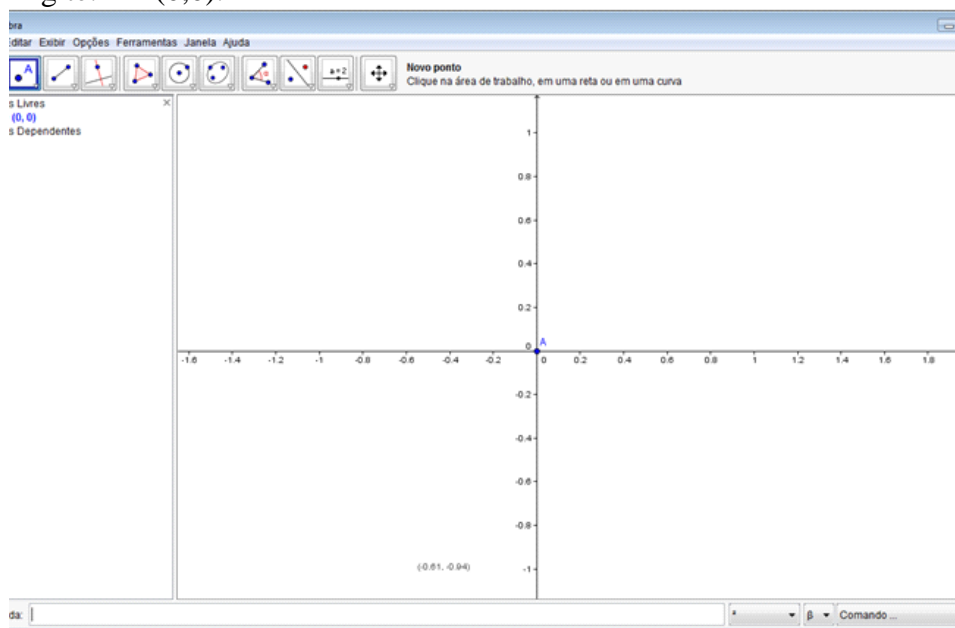 bra
Editar Exibir Opções Ferramentas Janela Ajuda
A
a=2
Novo ponto
Clique na área de trabalho, em uma reta ou em uma curva
s Livres
(0, 0)
s Dependentes
1
0.8
0.6
0.4
0.2
0
A
-1.6 -1.4 -1.2 -1 -0.8 -0.6 -0.4 -0.2 0 0.2 0.4 0.6 0.8 1 1.2 1.4 1.6 1.8
-0.2
-0.4
-0.6
-0.8
(-0.61, -0.94)
-1
da:
β
Comando ...